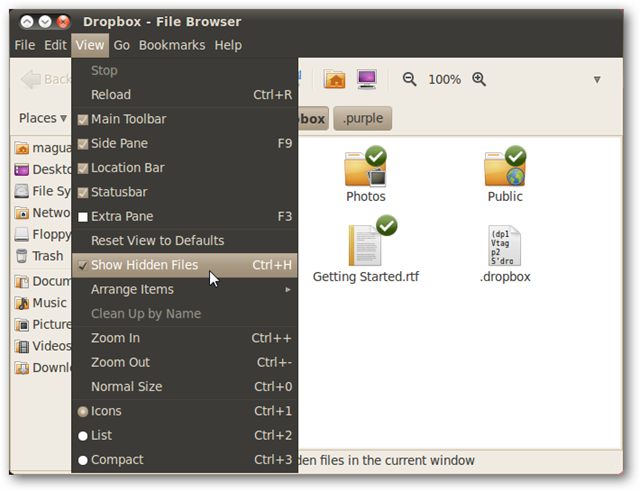 Dropbox - File Browser
File Edit View Go Bookmarks Help
Back
100%
Places
.purple
Stop
Reload Ctrl+R
Main Toolbar
Side Pane F9
Location Bar
Statusbar
Extra Pane F3
Reset View to Defaults
Show Hidden Files Ctrl+H
Arrange Items
Clean Up by Name
Zoom In Ctrl++
Zoom Out Ctrl+-
Normal Size Ctrl+0
Icons Ctrl+1
List Ctrl+2
Compact Ctrl+3
magua
Deskto
File Sy
Netwo
Floppy
Trash
Docum
Music
Picture
Videos
Downl
box
Photos
Public
(dp1
Vtag
p2
S'dro
Getting Started.rtf
.dropbox
den files in the current window